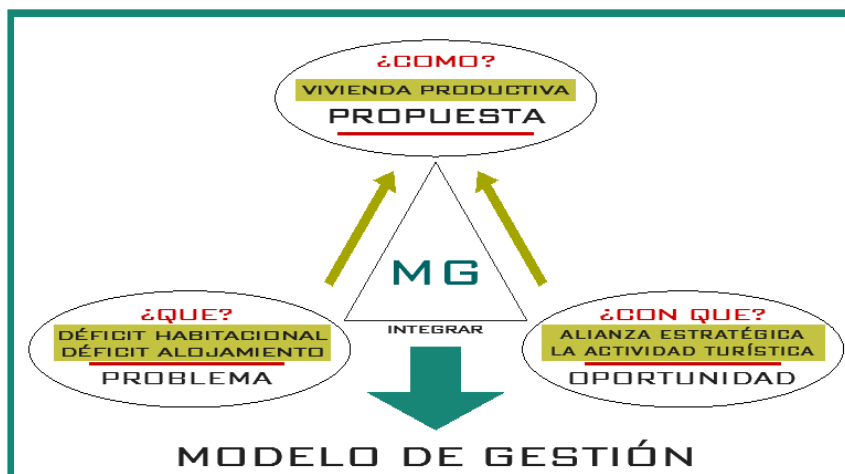 ¿COMO?
VIVIENDA PRODUCTIVA
PROPUESTA
MG
INTEGRAR
¿QUE?
DÉFICIT HABITACIONAL
DÉFICIT ALOJAMIENTO
PROBLEMA
¿CON QUE?
ALIANZA ESTRATÉGICA
LA ACTIVIDAD TURÍSTICA
OPORTUNIDAD
MODELO DE GESTIÓN